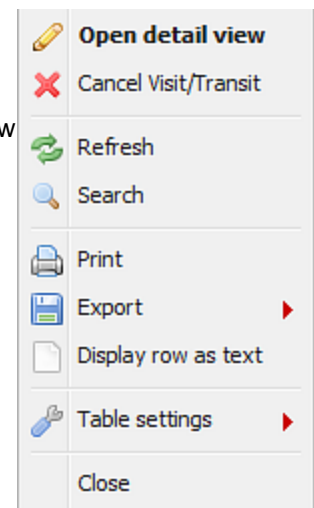 Open detail view
Cancel Visit/Transit
w
Refresh
Search
Print
Export
Display row as text
Table settings
Close